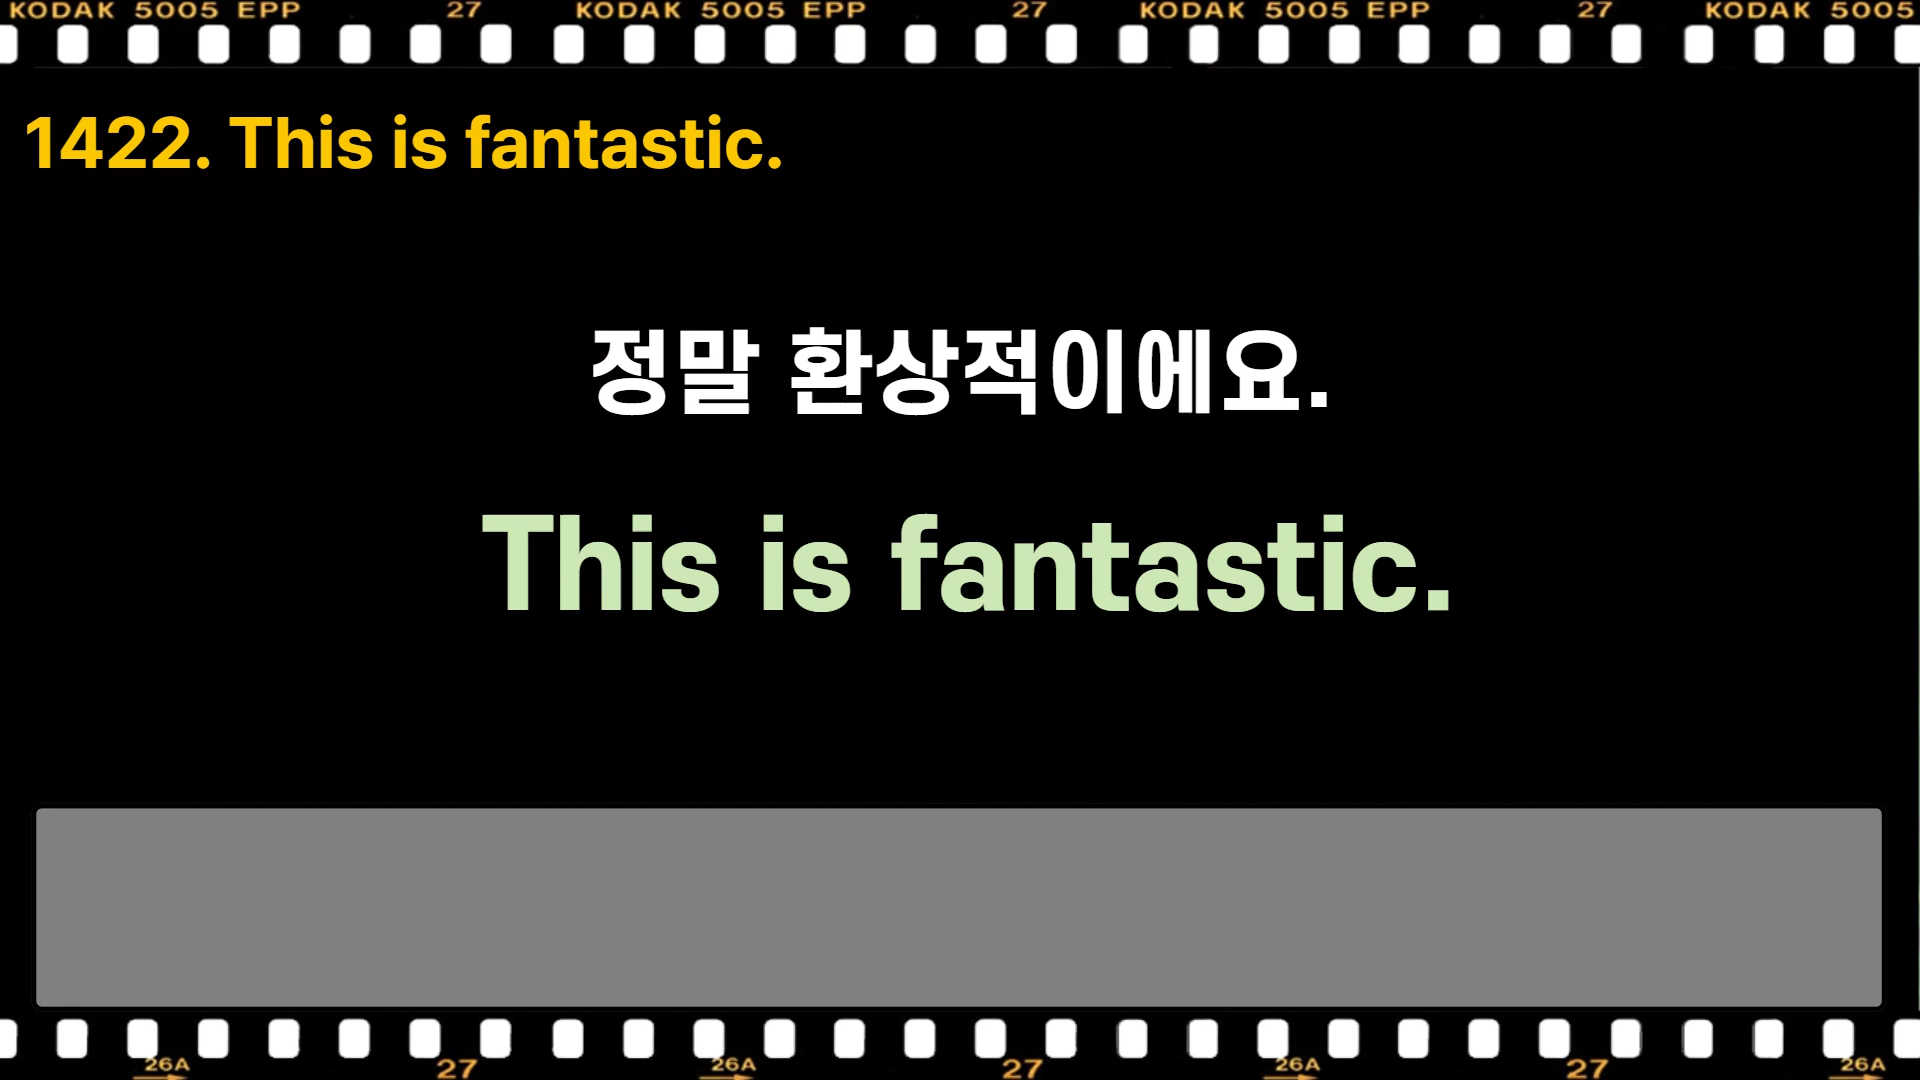 KODAK 5005 EPP 27 KODAK 5005 EPP 27 KODAK 5005 EPP 27 KODAK 5005
1422. This is fantastic.
정말 환상적이에요.
This is fantastic.
26A 27 26A 27 26A 27 26A